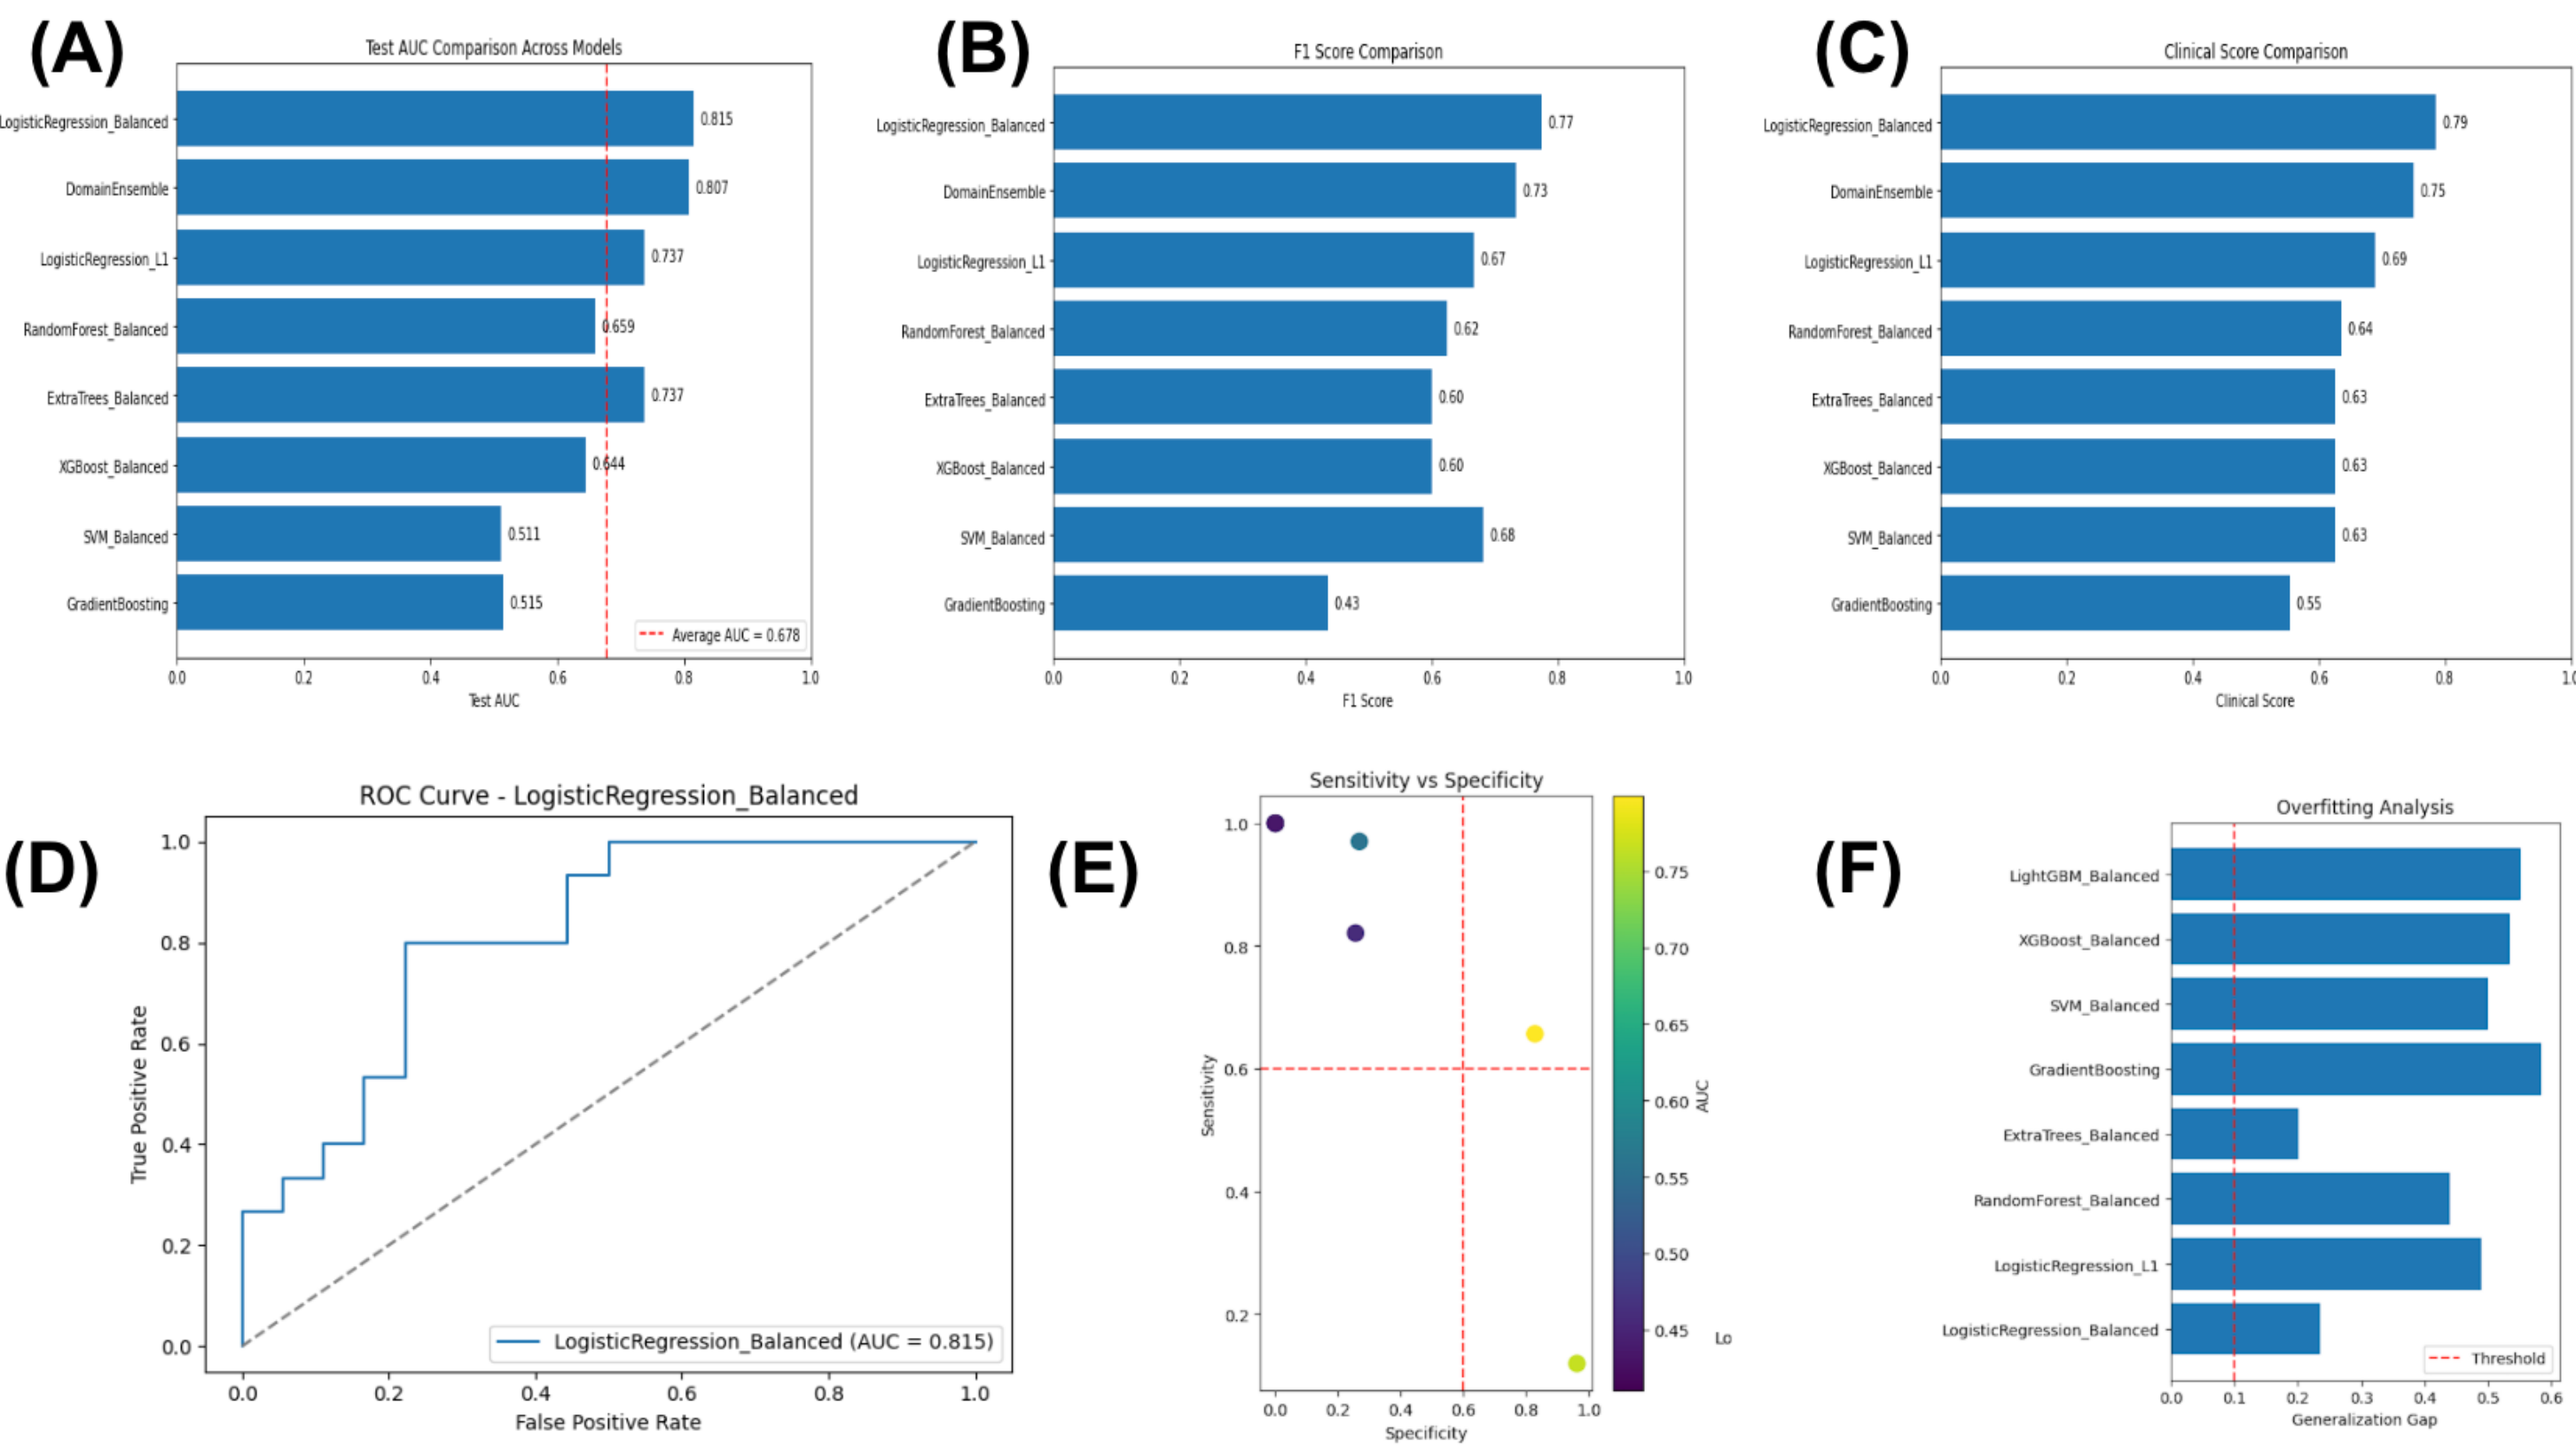 (A)
Test AUC Comparison Across Models
LogisticRegression_Balanced
0.815
DomainEnsemble
0.807
LogisticRegression_L1
0.737
RandomForest_Balanced
0.659
ExtraTrees_Balanced
0.737
XGBoost_Balanced
0.644
SVM_Balanced
0.511
GradientBoosting
0.515
Average AUC = 0.678
0.0 0.2 0.4 0.6 0.8 1.0
Test AUC
(B)
F1 Score Comparison
LogisticRegression_Balanced
0.77
DomainEnsemble
0.73
LogisticRegression_L1
0.67
RandomForest_Balanced
0.62
ExtraTrees_Balanced
0.60
XGBoost_Balanced
0.60
SVM_Balanced
0.68
GradientBoosting
0.43
0.0 0.2 0.4 0.6 0.8 1.0
F1 Score
(C)
Clinical Score Comparison
LogisticRegression_Balanced
0.79
DomainEnsemble
0.75
LogisticRegression_L1
0.69
RandomForest_Balanced
0.64
ExtraTrees_Balanced
0.63
XGBoost_Balanced
0.63
SVM_Balanced
0.63
GradientBoosting
0.55
0.0 0.2 0.4 0.6 0.8 1.0
Clinical Score
(D)
ROC Curve - LogisticRegression_Balanced
True Positive Rate
1.0
0.8
0.6
0.4
0.2
0.0
LogisticRegression_Balanced (AUC = 0.815)
0.0 0.2 0.4 0.6 0.8 1.0
False Positive Rate
(E)
Sensitivity vs Specificity
Sensitivity
1.0
0.8
0.6
0.4
0.2
0.0 0.2 0.4 0.6 0.8 1.0
Specificity
0.75
0.70
0.65
0.60
0.55
0.50
0.45
AUC
Lo
(F)
Overfitting Analysis
LightGBM_Balanced
XGBoost_Balanced
SVM_Balanced
GradientBoosting
ExtraTrees_Balanced
RandomForest_Balanced
LogisticRegression_L1
LogisticRegression_Balanced
Threshold
0.0 0.1 0.2 0.3 0.4 0.5 0.6
Generalization Gap